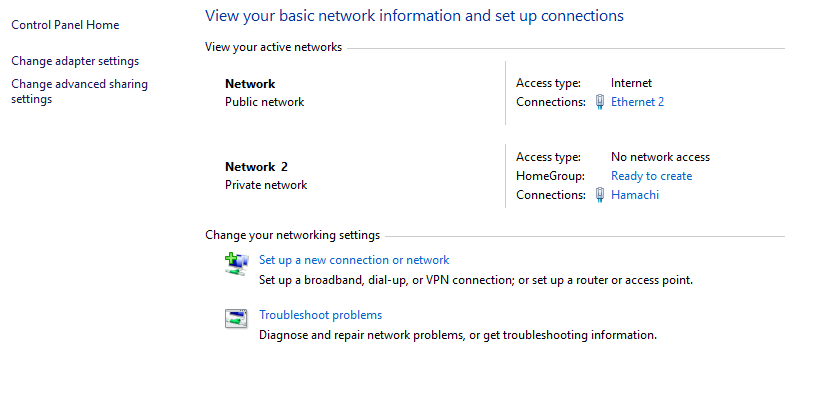 Control Panel Home
Change adapter settings
Change advanced sharing
settings
View your basic network information and set up connections
View your active networks
Network
Public network
Access type: Internet
Connections: Ethernet 2
Network 2
Private network
Access type: No network access
HomeGroup: Ready to create
Connections: Hamachi
Change your networking settings
Set up a new connection or network
Set up a broadband, dial-up, or VPN connection; or set up a router or access point.
Troubleshoot problems
Diagnose and repair network problems, or get troubleshooting information.